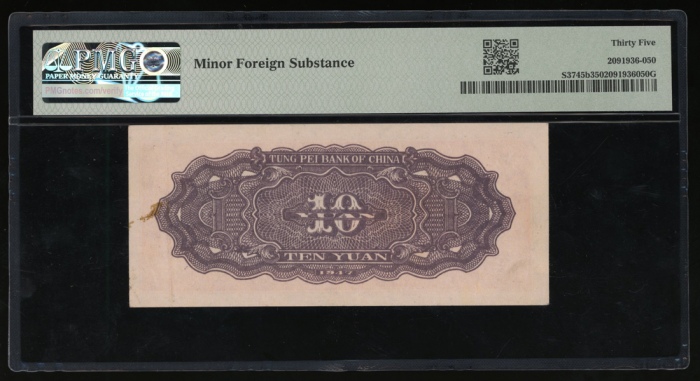 PMG
PAPER MONEY GUARANTY
PMGnotes.com/verify
Minor Foreign Substance
Thirty Five
2091936-050
S3745b3502091936050G
TUNG PEI BANK OF CHINA
10
TEN YUAN
1947